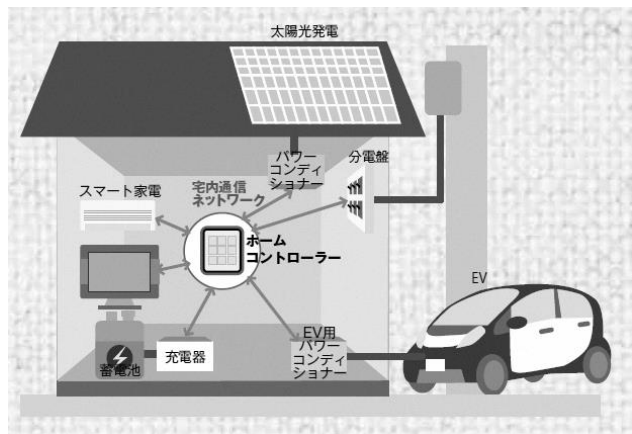 太陽光発電
パワー
コンディ
ショナー
分電盤
スマート家電
宅内通信
ネットワーク
ホーム
コントローラー
EV
EV用
パワー
コンディ
ショナー
充電器
蓄電池